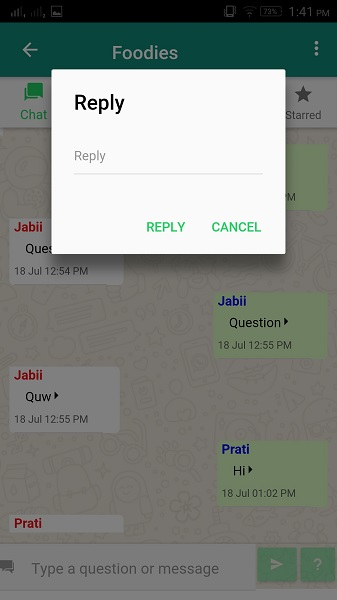 73% 1:41 PM
Foodies
Reply
Chat
Starred
Reply
PM
REPLY CANCEL
Jabii
Ques
18 Jul 12:54 PM
Jabii
Question
18 Jul 12:55 PM
Jabii
Quw
18 Jul 12:55 PM
Prati
Hi
18 Jul 01:02 PM
Prati
Type a question or message
?